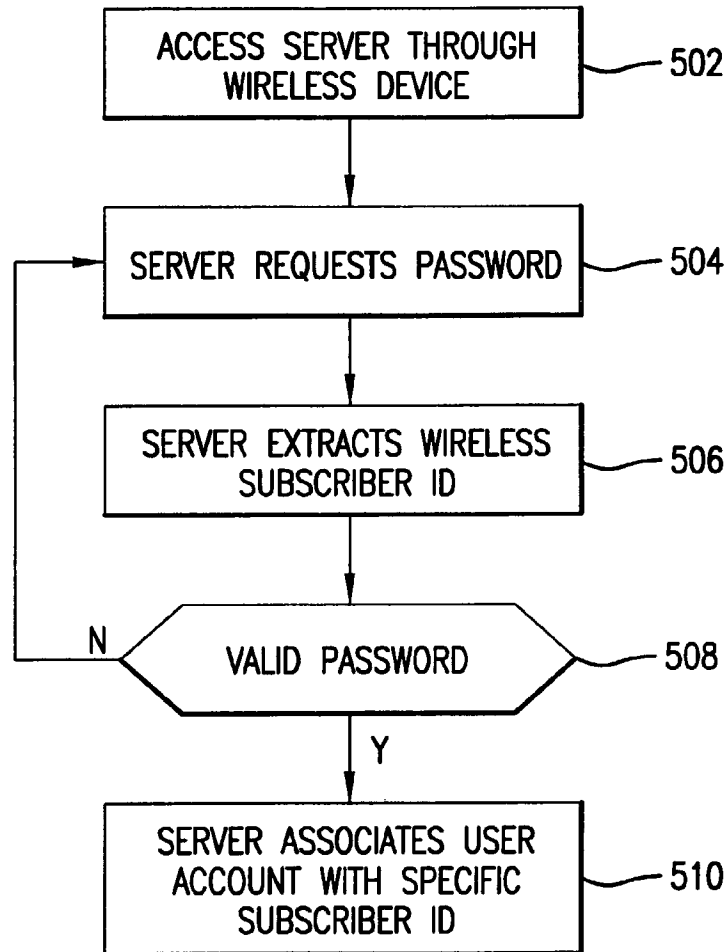 ACCESS SERVER THROUGH
WIRELESS DEVICE
502
SERVER REQUESTS PASSWORD
504
SERVER EXTRACTS WIRELESS
SUBSCRIBER ID
506
N
VALID PASSWORD
508
Y
SERVER ASSOCIATES USER
ACCOUNT WITH SPECIFIC
SUBSCRIBER ID
510